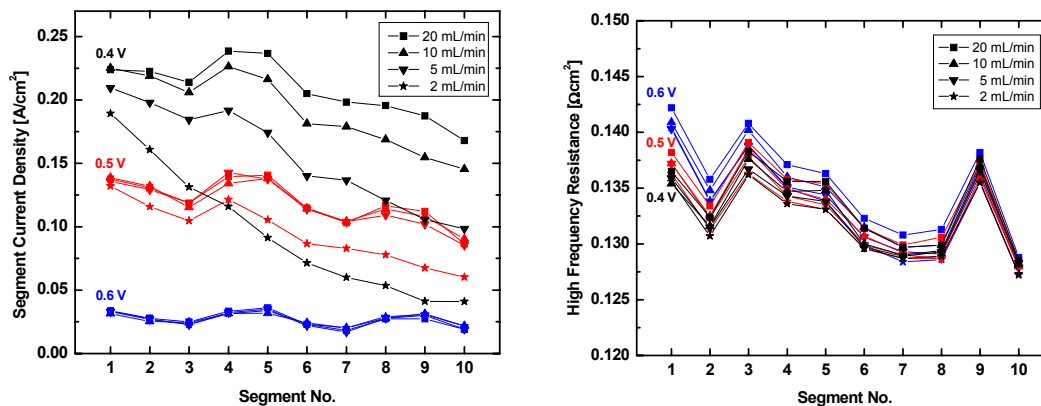 Segment Current Density [A/cm²]
0.25
0.20
0.15
0.10
0.05
0.00
0.4 V
0.5 V
0.6 V
20 mL/min
10 mL/min
5 mL/min
2 mL/min
1 2 3 4 5 6 7 8 9 10
Segment No.
High Frequency Resistance [Ωcm²]
0.150
0.145
0.140
0.135
0.130
0.125
0.120
0.6 V
0.5 V
0.4 V
20 mL/min
10 mL/min
5 mL/min
2 mL/min
1 2 3 4 5 6 7 8 9 10
Segment No.